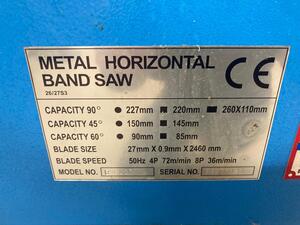 METAL HORIZONTAL
BAND SAW
CE
26/27S3
CAPACITY 90° 227mm 220mm 260X110mm
CAPACITY 45° 150mm 145mm
CAPACITY 60° 90mm 85mm
BLADE SIZE 27mm X 0.9mm X 2460 mm
BLADE SPEED 50Hz 4P 72m/min 8P 36m/min
MODEL NO. SERIAL NO.